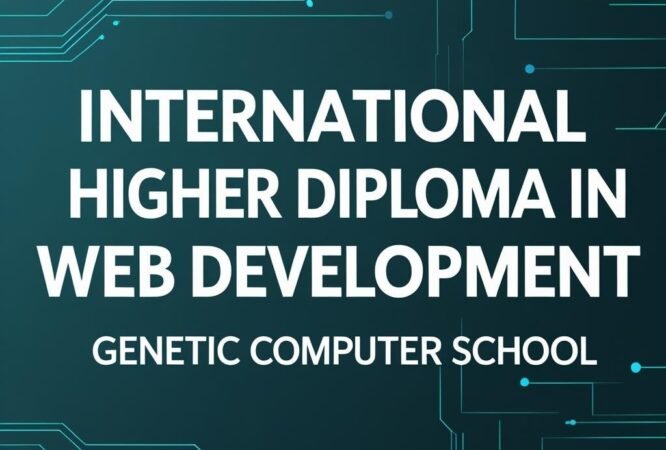 INTERNATIONAL
HIGHER DIPLOMA IN
WEB DEVELOPMENT
GENETIC COMPUTER SCHOOL